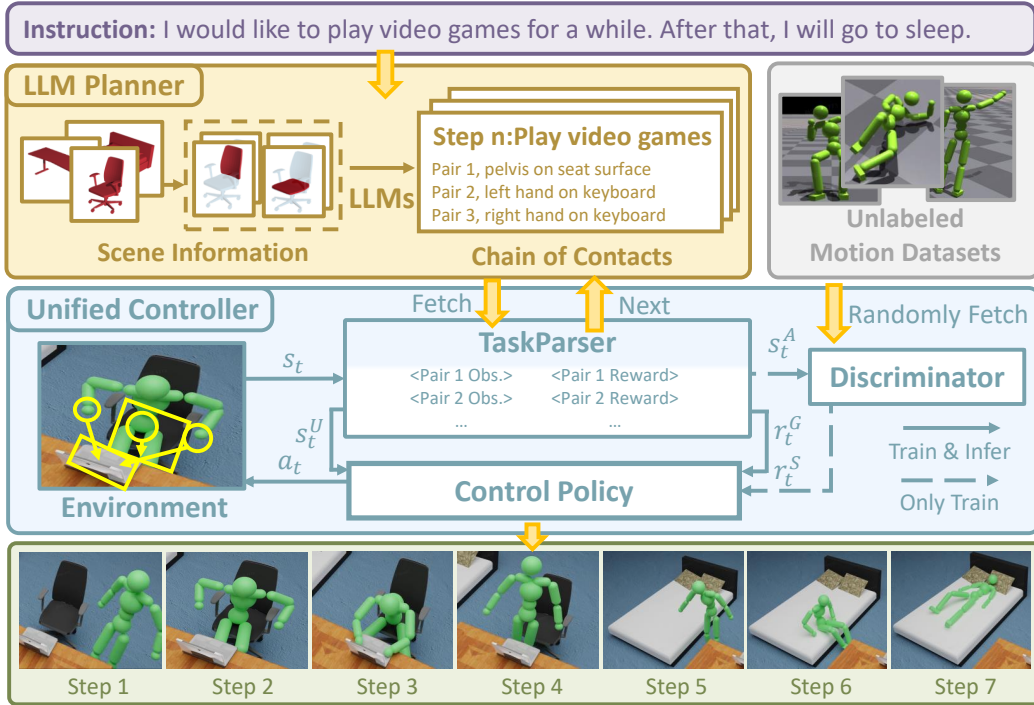 Instruction: I would like to play video games for a while. After that, I will go to sleep.
LLM Planner
Step n:Play video games
Pair 1, pelvis on seat surface
Pair 2, left hand on keyboard
Pair 3, right hand on keyboard
LLMs
Scene Information
Chain of Contacts
Unlabeled
Motion Datasets
Unified Controller
Fetch
Next
Randomly Fetch
TaskParser
<Pair 1 Obs.>
<Pair 1 Reward>
<Pair 2 Obs.>
<Pair 2 Reward>
...
...
s_t
s_t^A
Discriminator
s_t^U
a_t
r_t^G
r_t^S
Train & Infer
Only Train
Environment
Control Policy
Step 1
Step 2
Step 3
Step 4
Step 5
Step 6
Step 7